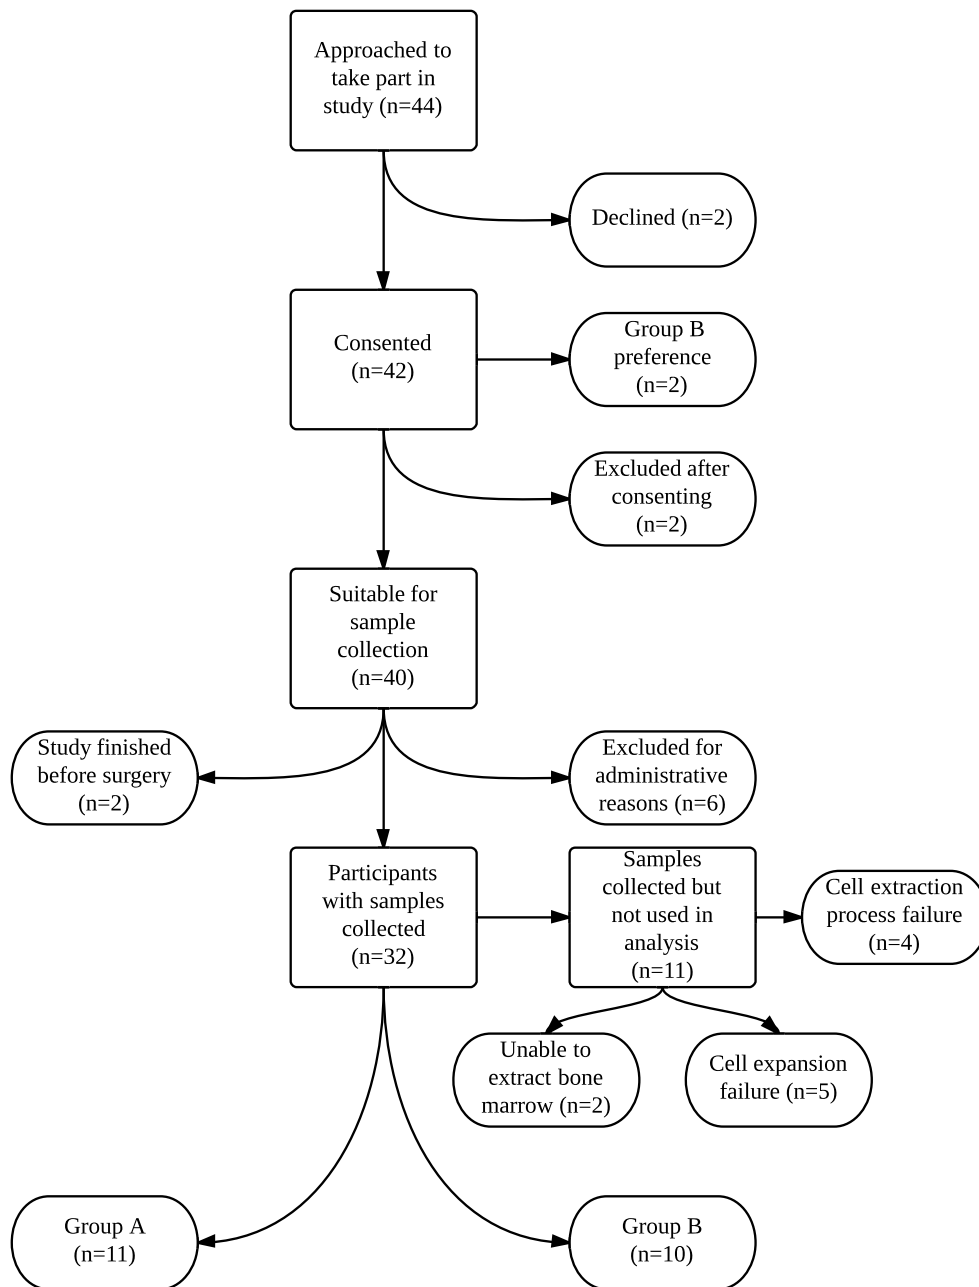 Approached to
take part in
study (n=44)
Declined (n=2)
Consented
(n=42)
Group B
preference
(n=2)
Excluded after
consenting
(n=2)
Suitable for
sample
collection
(n=40)
Study finished
before surgery
(n=2)
Excluded for
administrative
reasons (n=6)
Participants
with samples
collected
(n=32)
Samples
collected but
not used in
analysis
(n=11)
Cell extraction
process failure
(n=4)
Unable to
extract bone
marrow (n=2)
Cell expansion
failure (n=5)
Group A
(n=11)
Group B
(n=10)